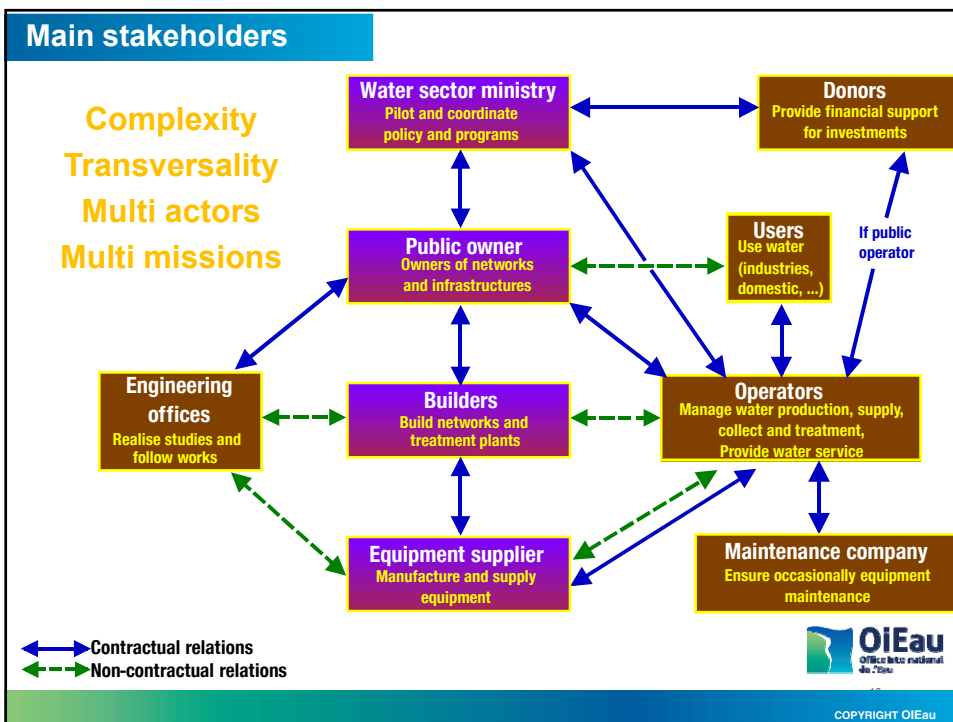 Main stakeholders
Complexity
Transversality
Multi actors
Multi missions
Water sector ministry
Pilot and coordinate
policy and programs
Donors
Provide financial support
for investments
Public owner
Owners of networks
and infrastructures
Users
Use water
(industries,
domestic, ...)
If public
operator
Engineering
offices
Realise studies and
follow works
Builders
Build networks and
treatment plants
Operators
Manage water production, supply,
collect and treatment,
Provide water service
Equipment supplier
Manufacture and supply
equipment
Maintenance company
Ensure occasionally equipment
maintenance
Contractual relations
Non-contractual relations
OiEau
Office International
de l'Eau
COPYRIGHT OIEau